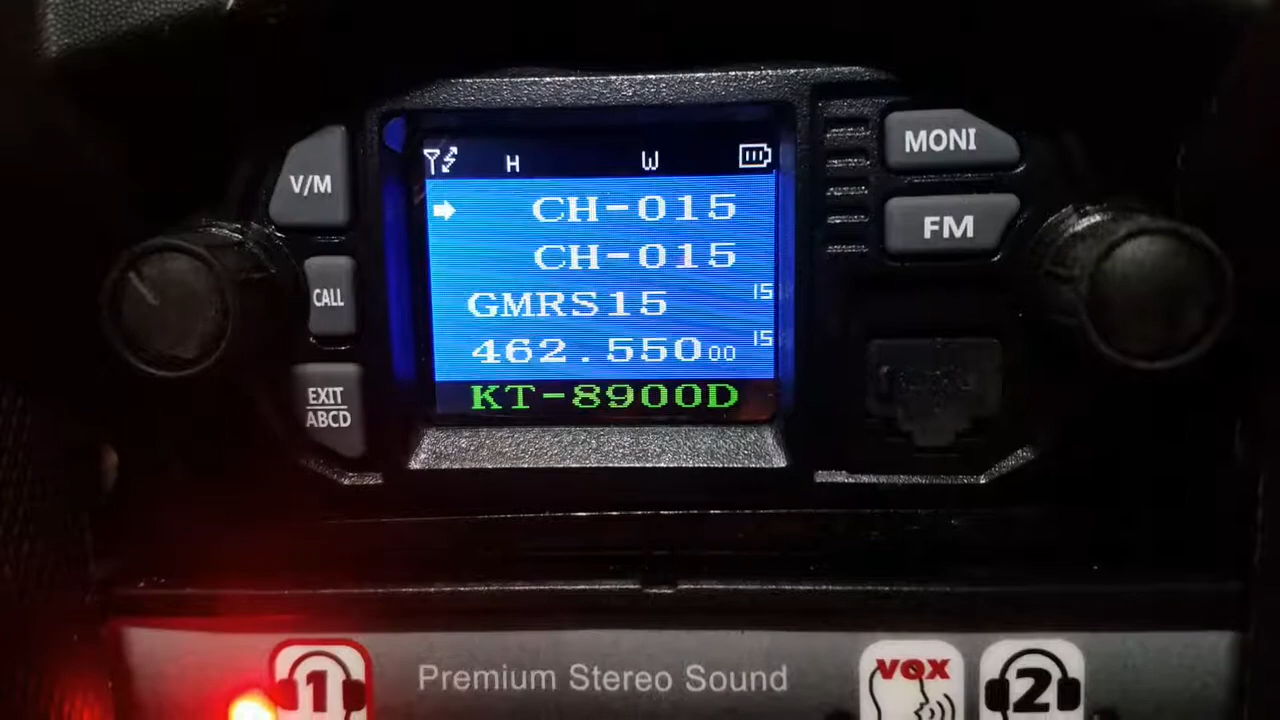 H W
CH-015
CH-015
GMRS15 15
462.55000 15
KT-8900D
V/M
CALL
EXIT
ABCD
MONI
FM
1
Premium Stereo Sound
VOX
2